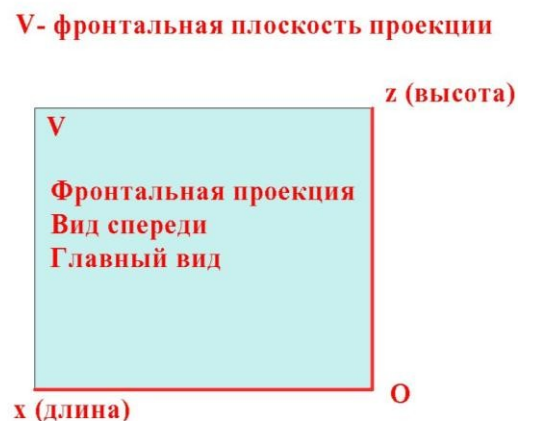 V- фронтальная плоскость проекции
z (высота)
V
Фронтальная проекция
Вид спереди
Главный вид
O
x (длина)